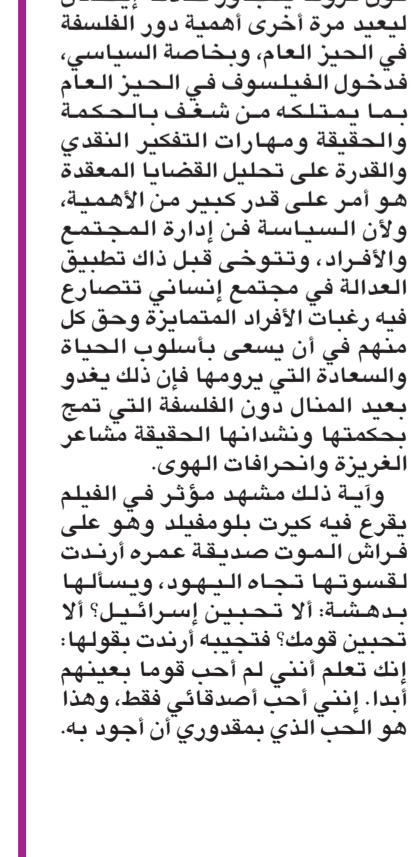 ليعيد مرة أخرى أهمية دور الفلسفة
في الحيز العام، وبخاصة السياسي،
فدخول الفيلسوف في الحيز العام
بما يمتلكه من شغف بالحكمة
والحقيقة ومهارات التفكير النقدي
والقدرة على تحليل القضايا المعقدة
هو أمر على قدر كبير من الأهمية،
ولأن السياسة فن إدارة المجتمع
والأفراد، وتتوخى قبل ذاك تطبيق
العدالة في مجتمع إنساني تتصارع
فيه رغبات الأفراد المتمايزة وحق كل
منهم في أن يسعى بأسلوب الحياة
والسعادة التي يرومها فإن ذلك يغدو
بعيد المنال دون الفلسفة التي تمج
بحكمتها ونشدانها الحقيقة مشاعر
الغريزة وانحرافات الهوى.
وآية ذلك مشهد مؤثر في الفيلم
يقرع فيه كيرت بلومفيلد وهو على
فراش الموت صديقة عمره أرندت
لقسوتها تجاه اليهود، ويسألها
بدهشة: ألا تحبين إسرائيل؟ ألا
تحبين قومك؟ فتجيبه أرندت بقولها:
إنك تعلم أنني لم أحب قوما بعينهم
أبدا. إنني أحب أصدقائي فقط، وهذا
هو الحب الذي بمقدوري أن أجود به.